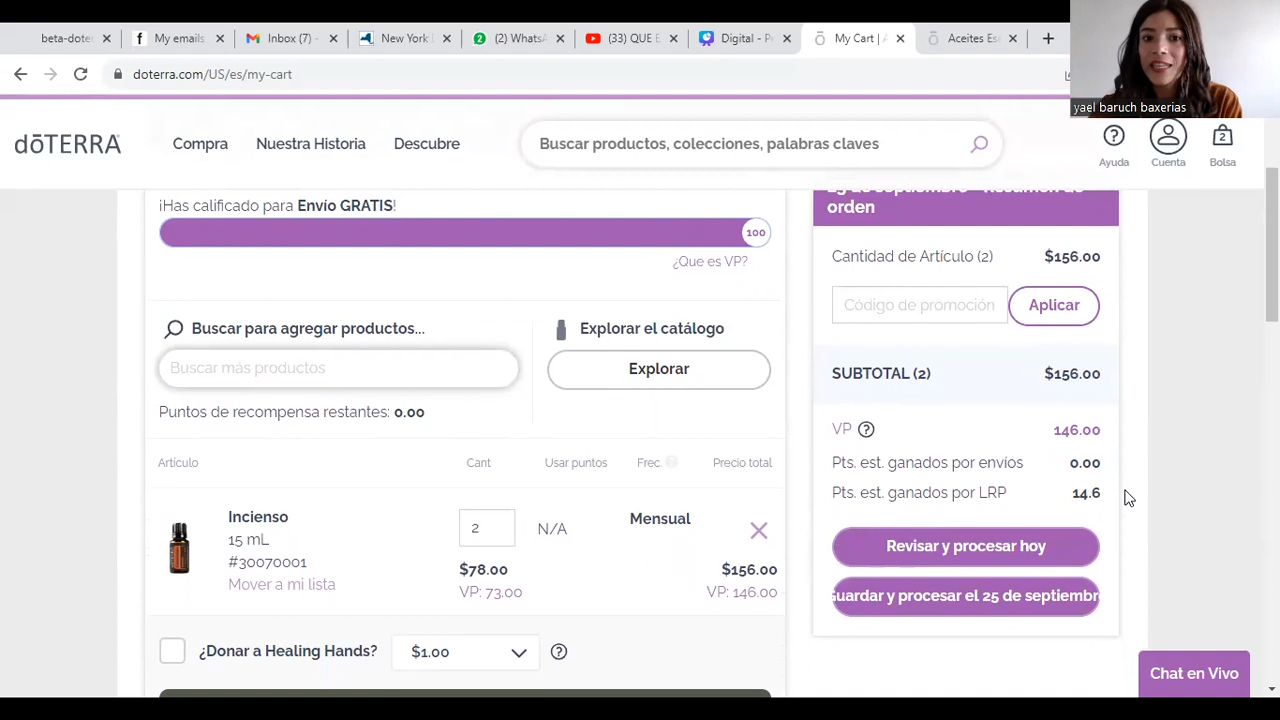 beta-dote
My emails
Inbox (7) -
New York
(2) WhatsA
(33) QUE E
Digital - Pe
My Cart | A
Aceites Ese
doterra.com/US/es/my-cart
yael baruch baxerias
dōTERRA
Compra
Nuestra Historia
Descubre
Buscar productos, colecciones, palabras claves
Ayuda
Cuenta
2
Bolsa
¡Has calificado para Envío GRATIS!
100
¿Que es VP?
Buscar para agregar productos...
Buscar más productos
Explorar el catálogo
Explorar
Puntos de recompensa restantes: 0.00
Artículo
Cant
Usar puntos
Frec.
Precio total
Incienso
15 mL
#30070001
Mover a mi lista
2
N/A
Mensual
$78.00
VP: 73.00
$156.00
VP: 146.00
¿Donar a Healing Hands?
$1.00
orden
Cantidad de Artículo (2) $156.00
Código de promoción
Aplicar
SUBTOTAL (2) $156.00
VP 146.00
Pts. est. ganados por envíos 0.00
Pts. est. ganados por LRP 14.6
Revisar y procesar hoy
Guardar y procesar el 25 de septiembre
Chat en Vivo